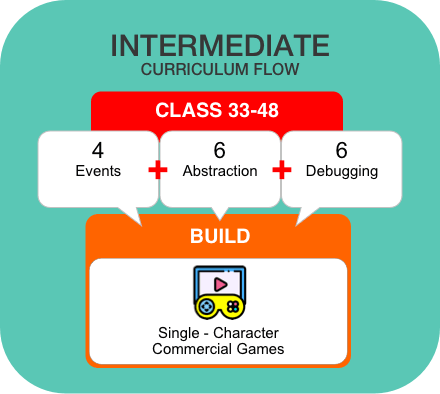 INTERMEDIATE
CURRICULUM FLOW
CLASS 33-48
4
Events
+
6
Abstraction
+
6
Debugging
BUILD
Single - Character
Commercial Games